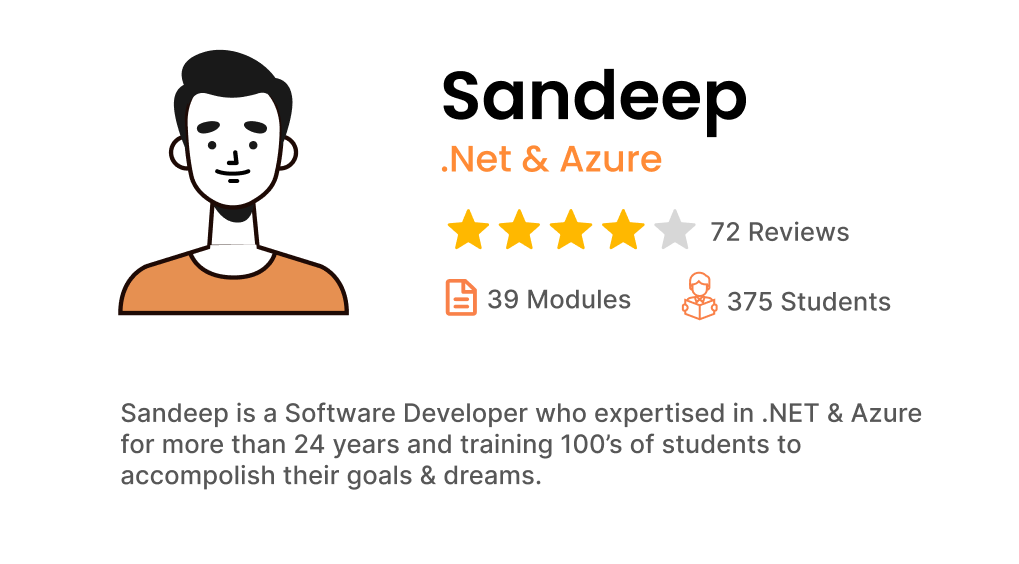 Sandeep
.Net & Azure
72 Reviews
39 Modules
375 Students
Sandeep is a Software Developer who expertised in .NET & Azure
for more than 24 years and training 100’s of students to
accompolish their goals & dreams.